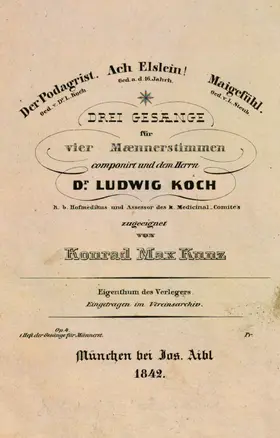 Der Podagrist.
Ged. v. Dr. L. Koch
Ach Elslein!
Ged. a. d. 16. Jahrh.
Maigefühl.
Ged. v. L. Steub.
DREI GESÄNGE
für
vier Mænnerstimmen
componirt und dem Herrn
Dr. LUDWIG KOCH
k. b. Hofmedikus und Assessor des k. Medicinal-Comité's
zugeeignet
von
Konrad Max Kunz
Eigenthum des Verlegers
Eingetragen im Vereinsarchiv.
Op. 4.
1 Heft der Gesänge für Männerst.
Pr.
München bei Jos. Aibl
1842.